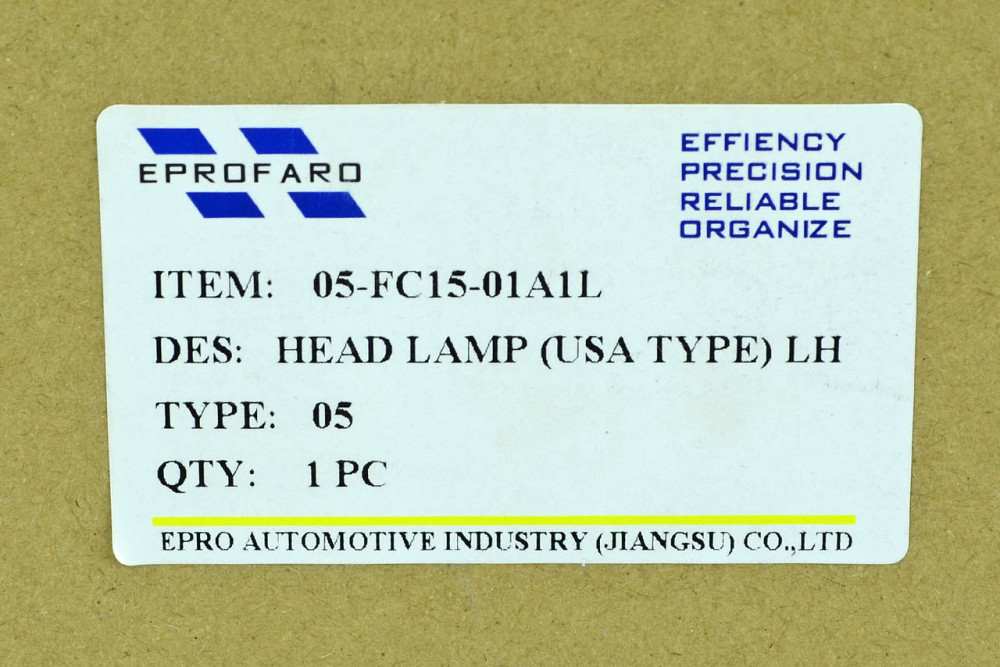 EPROFARO
EFFIENCY
PRECISION
RELIABLE
ORGANIZE
ITEM: 05-FC15-01A1L
DES: HEAD LAMP (USA TYPE) LH
TYPE: 05
QTY: 1 PC
EPRO AUTOMOTIVE INDUSTRY (JIANGSU) CO.,LTD